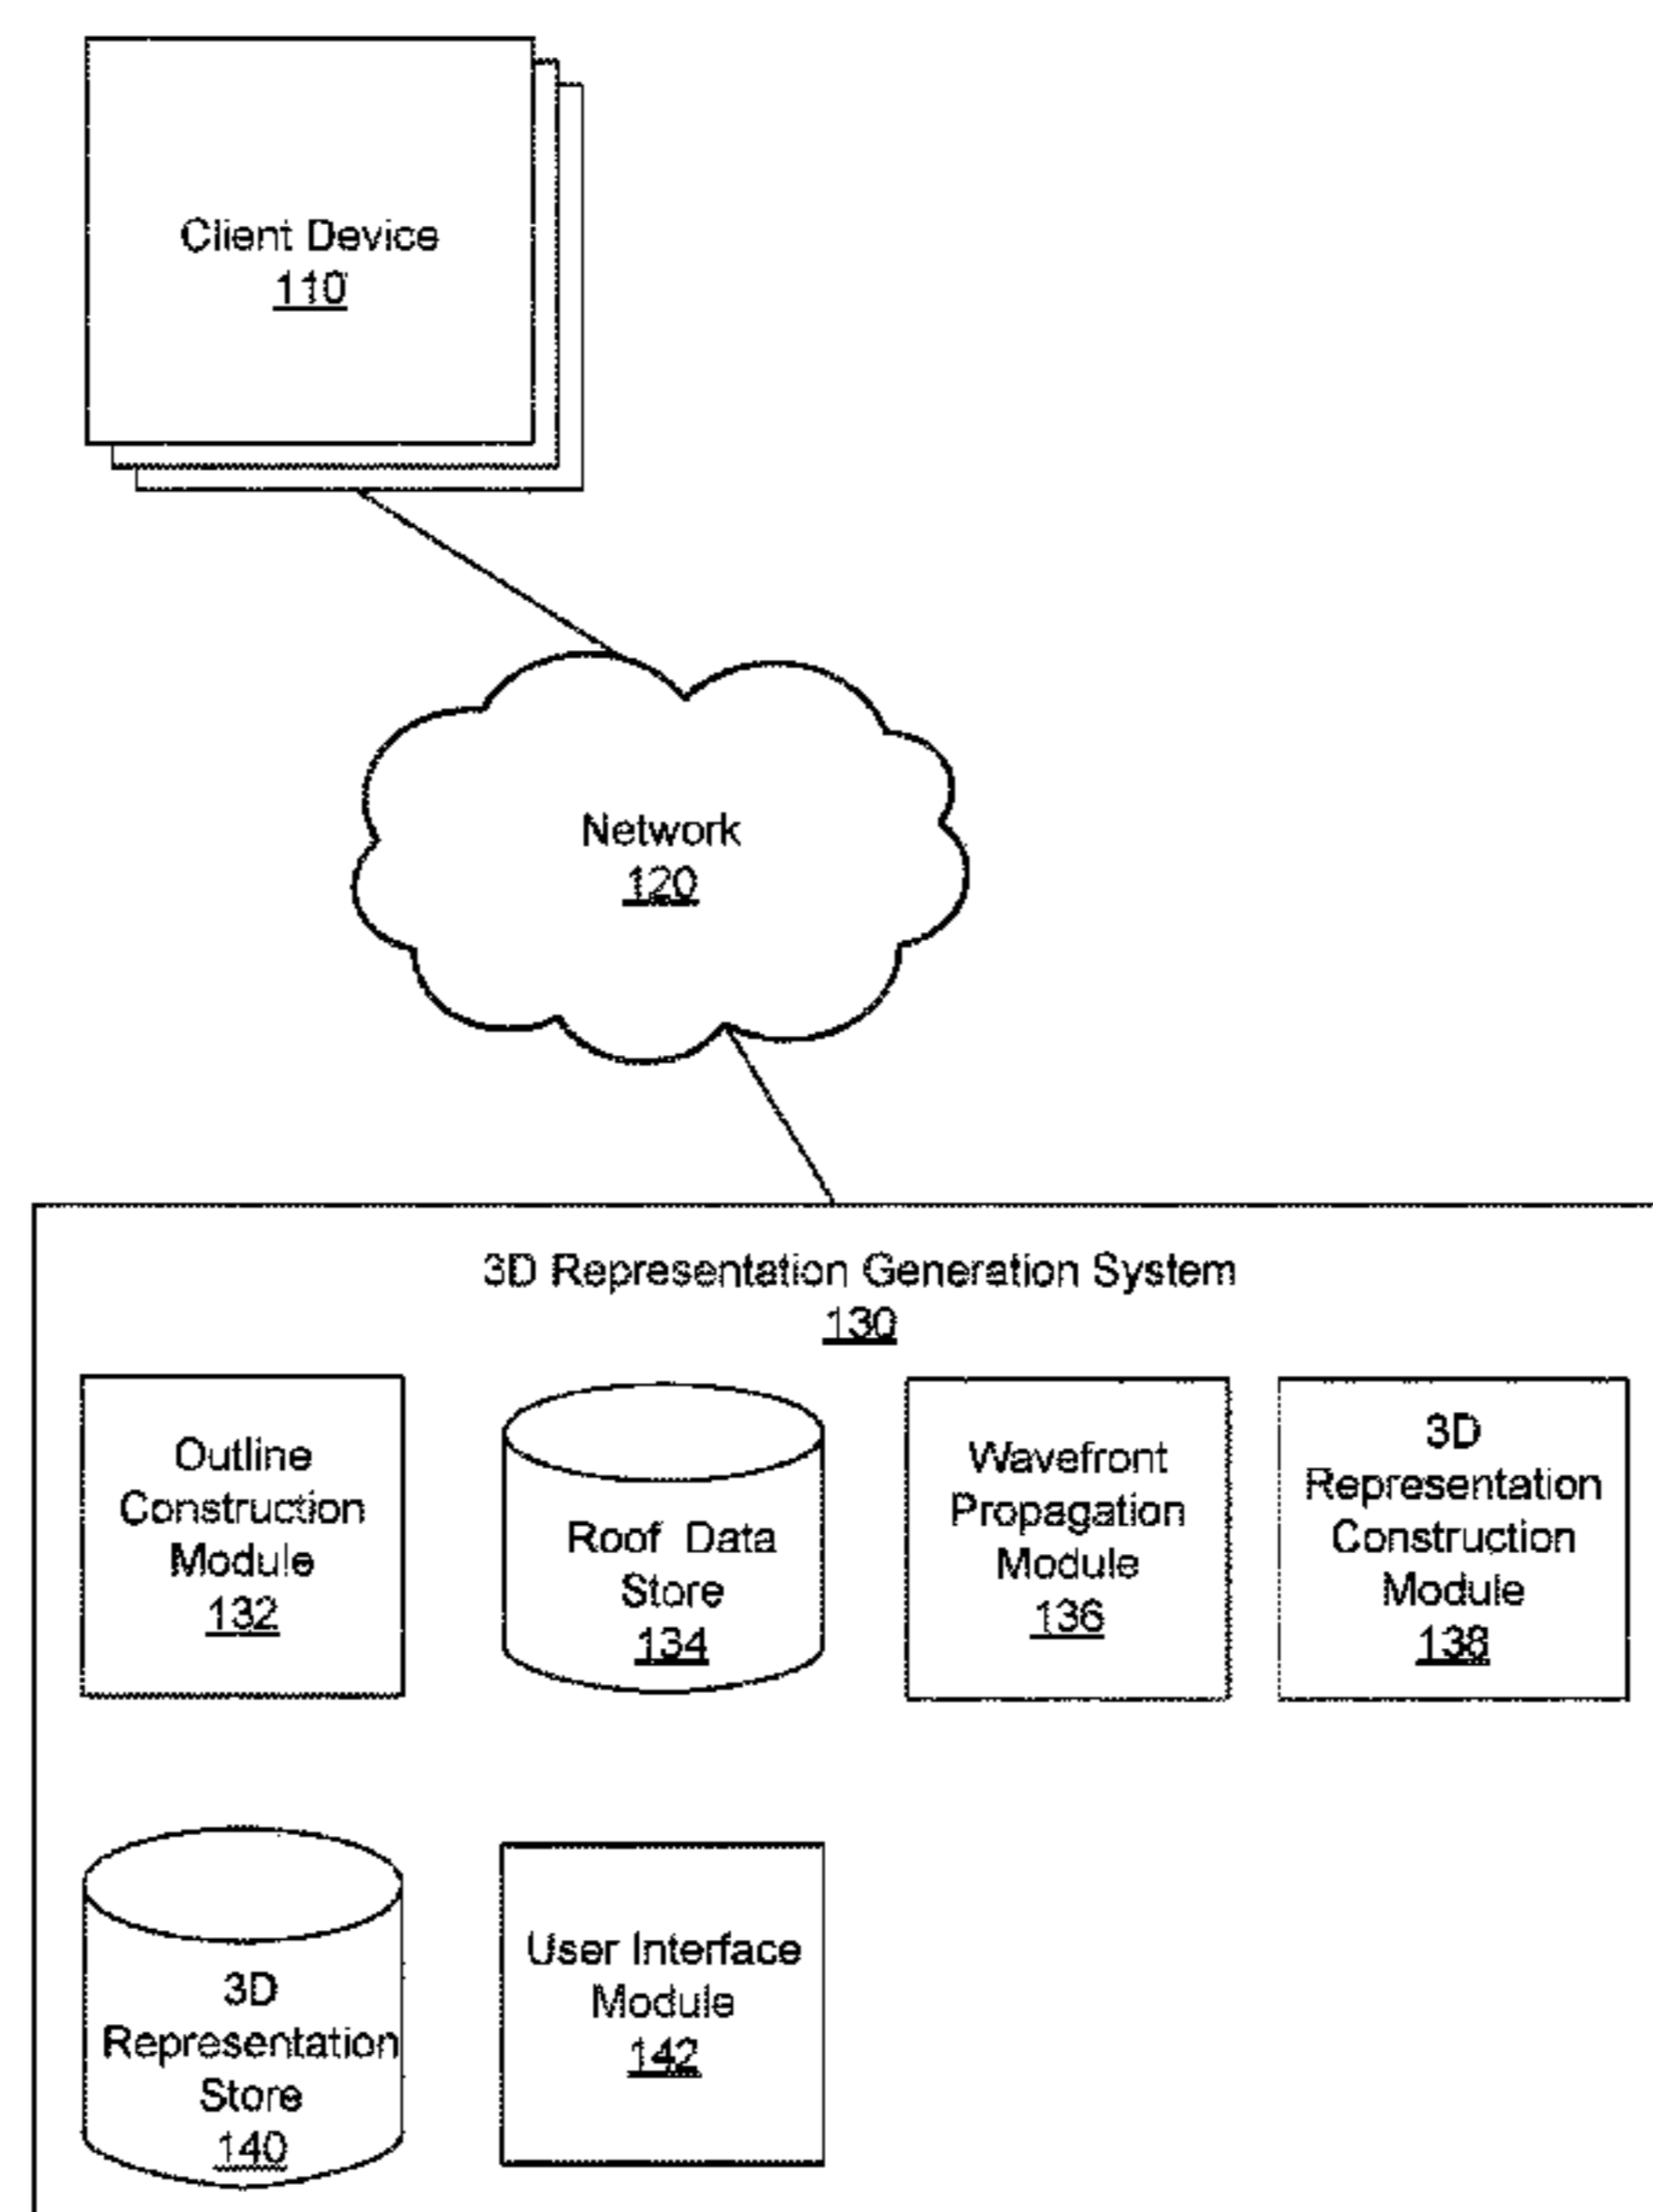 Client Device
110
Network
120
3D Representation Generation System
130
Outline
Construction
Module
132
Roof Data
Store
134
Wavefront
Propagation
Module
136
3D
Representation
Construction
Module
138
3D
Representation
Store
140
User Interface
Module
142